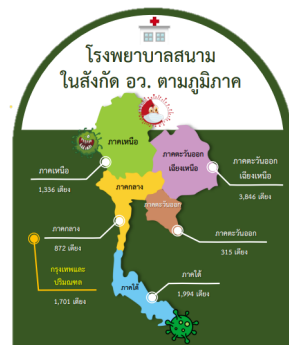 โรงพยาบาลสนาม
ในสังกัด อว. ตามภูมิภาค
ภาคเหนือ
ภาคตะวันออก
เฉียงเหนือ
ภาคเหนือ
1,336 เตียง
ภาคตะวันออก
เฉียงเหนือ
3,846 เตียง
ภาคกลาง
ภาคตะวันออก
ภาคกลาง
872 เตียง
ภาคตะวันออก
315 เตียง
กรุงเทพและ
ปริมณฑล
1,701 เตียง
ภาคใต้
ภาคใต้
1,994 เตียง